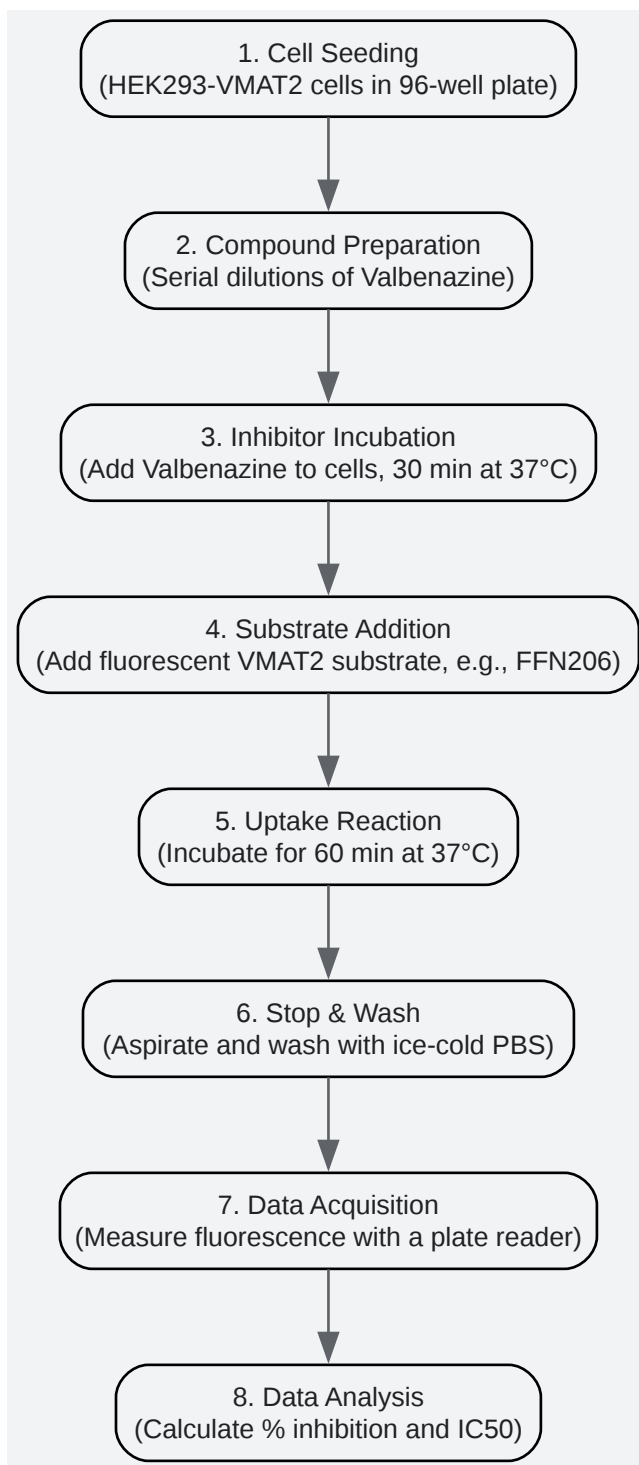 1. Cell Seeding
(HEK293-VMAT2 cells in 96-well plate)
2. Compound Preparation
(Serial dilutions of Valbenazine)
3. Inhibitor Incubation
(Add Valbenazine to cells, 30 min at 37°C)
4. Substrate Addition
(Add fluorescent VMAT2 substrate, e.g., FFN206)
5. Uptake Reaction
(Incubate for 60 min at 37°C)
6. Stop & Wash
(Aspirate and wash with ice-cold PBS)
7. Data Acquisition
(Measure fluorescence with a plate reader)
8. Data Analysis
(Calculate % inhibition and IC50)